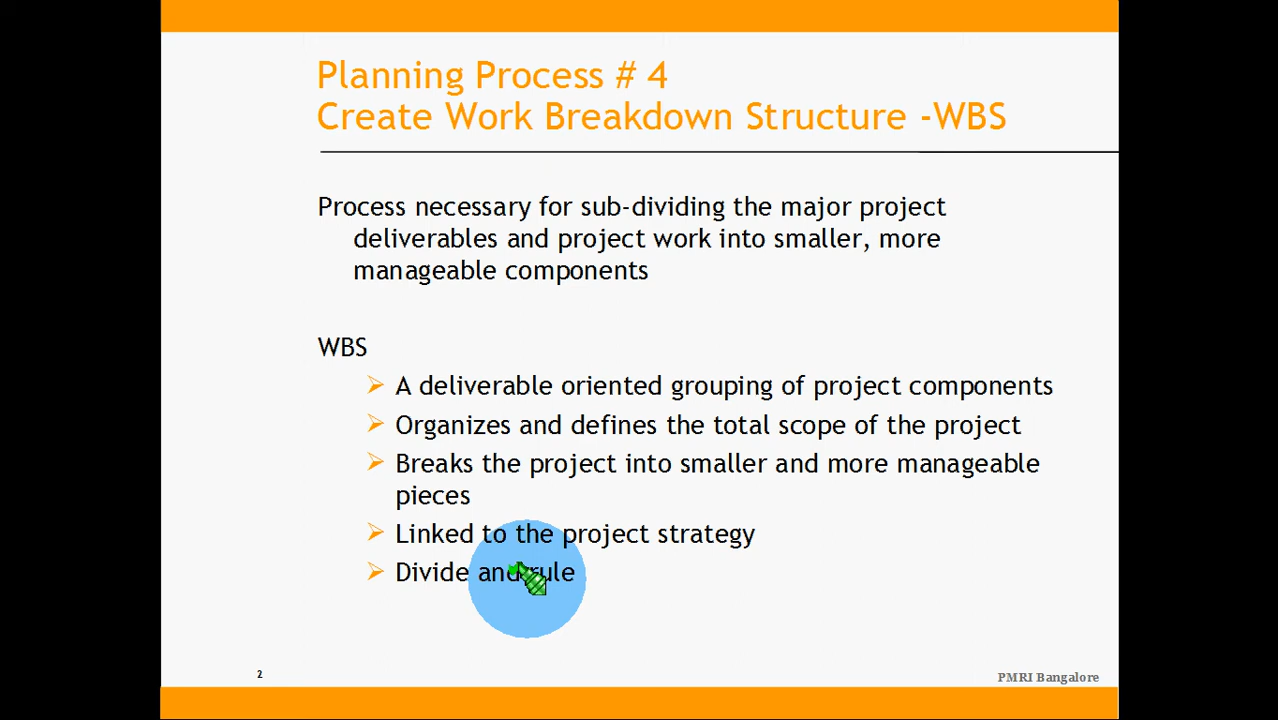 Planning Process # 4
Create Work Breakdown Structure -WBS
Process necessary for sub-dividing the major project
deliverables and project work into smaller, more
manageable components
WBS
A deliverable oriented grouping of project components
Organizes and defines the total scope of the project
Breaks the project into smaller and more manageable
pieces
Linked to the project strategy
Divide and rule
2
PMRI Bangalore